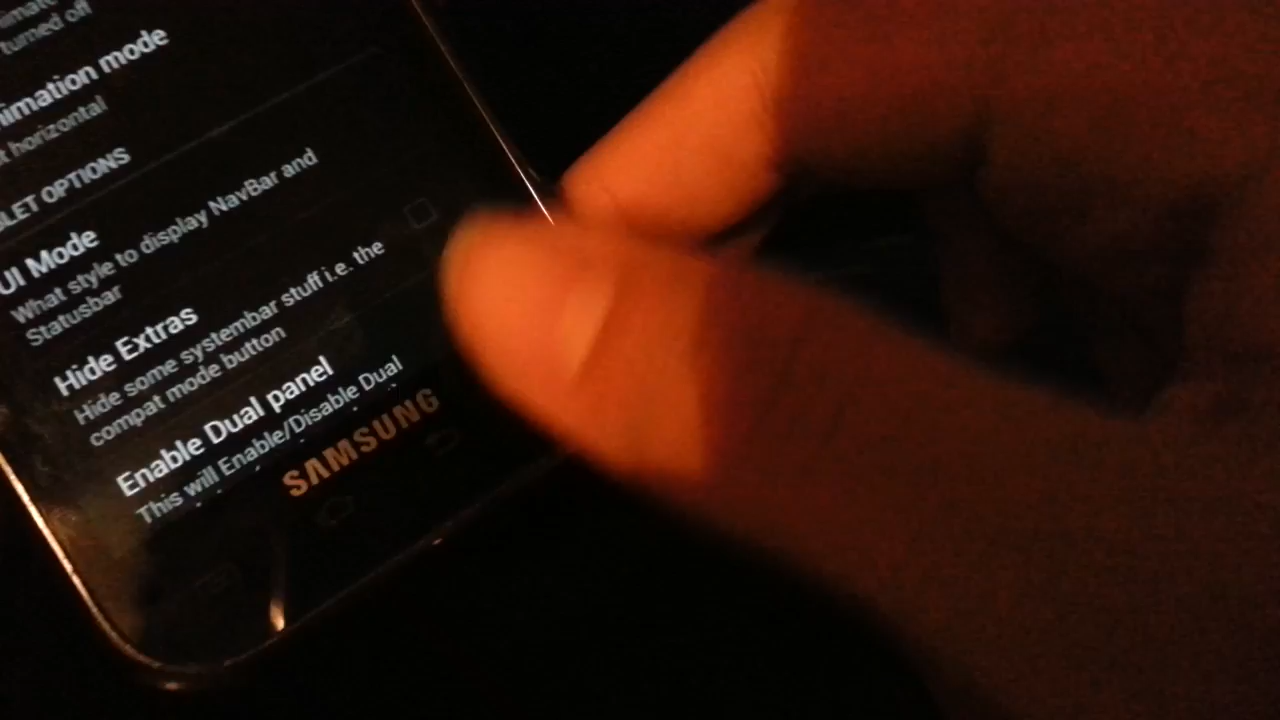 turned off
mation mode
horizontal
LET OPTIONS
UI Mode
What style to display NavBar and
Statusbar
Hide Extras
Hide some systembar stuff i.e. the
compat mode button
Enable Dual panel
This will Enable/Disable Dual
SAMSUNG